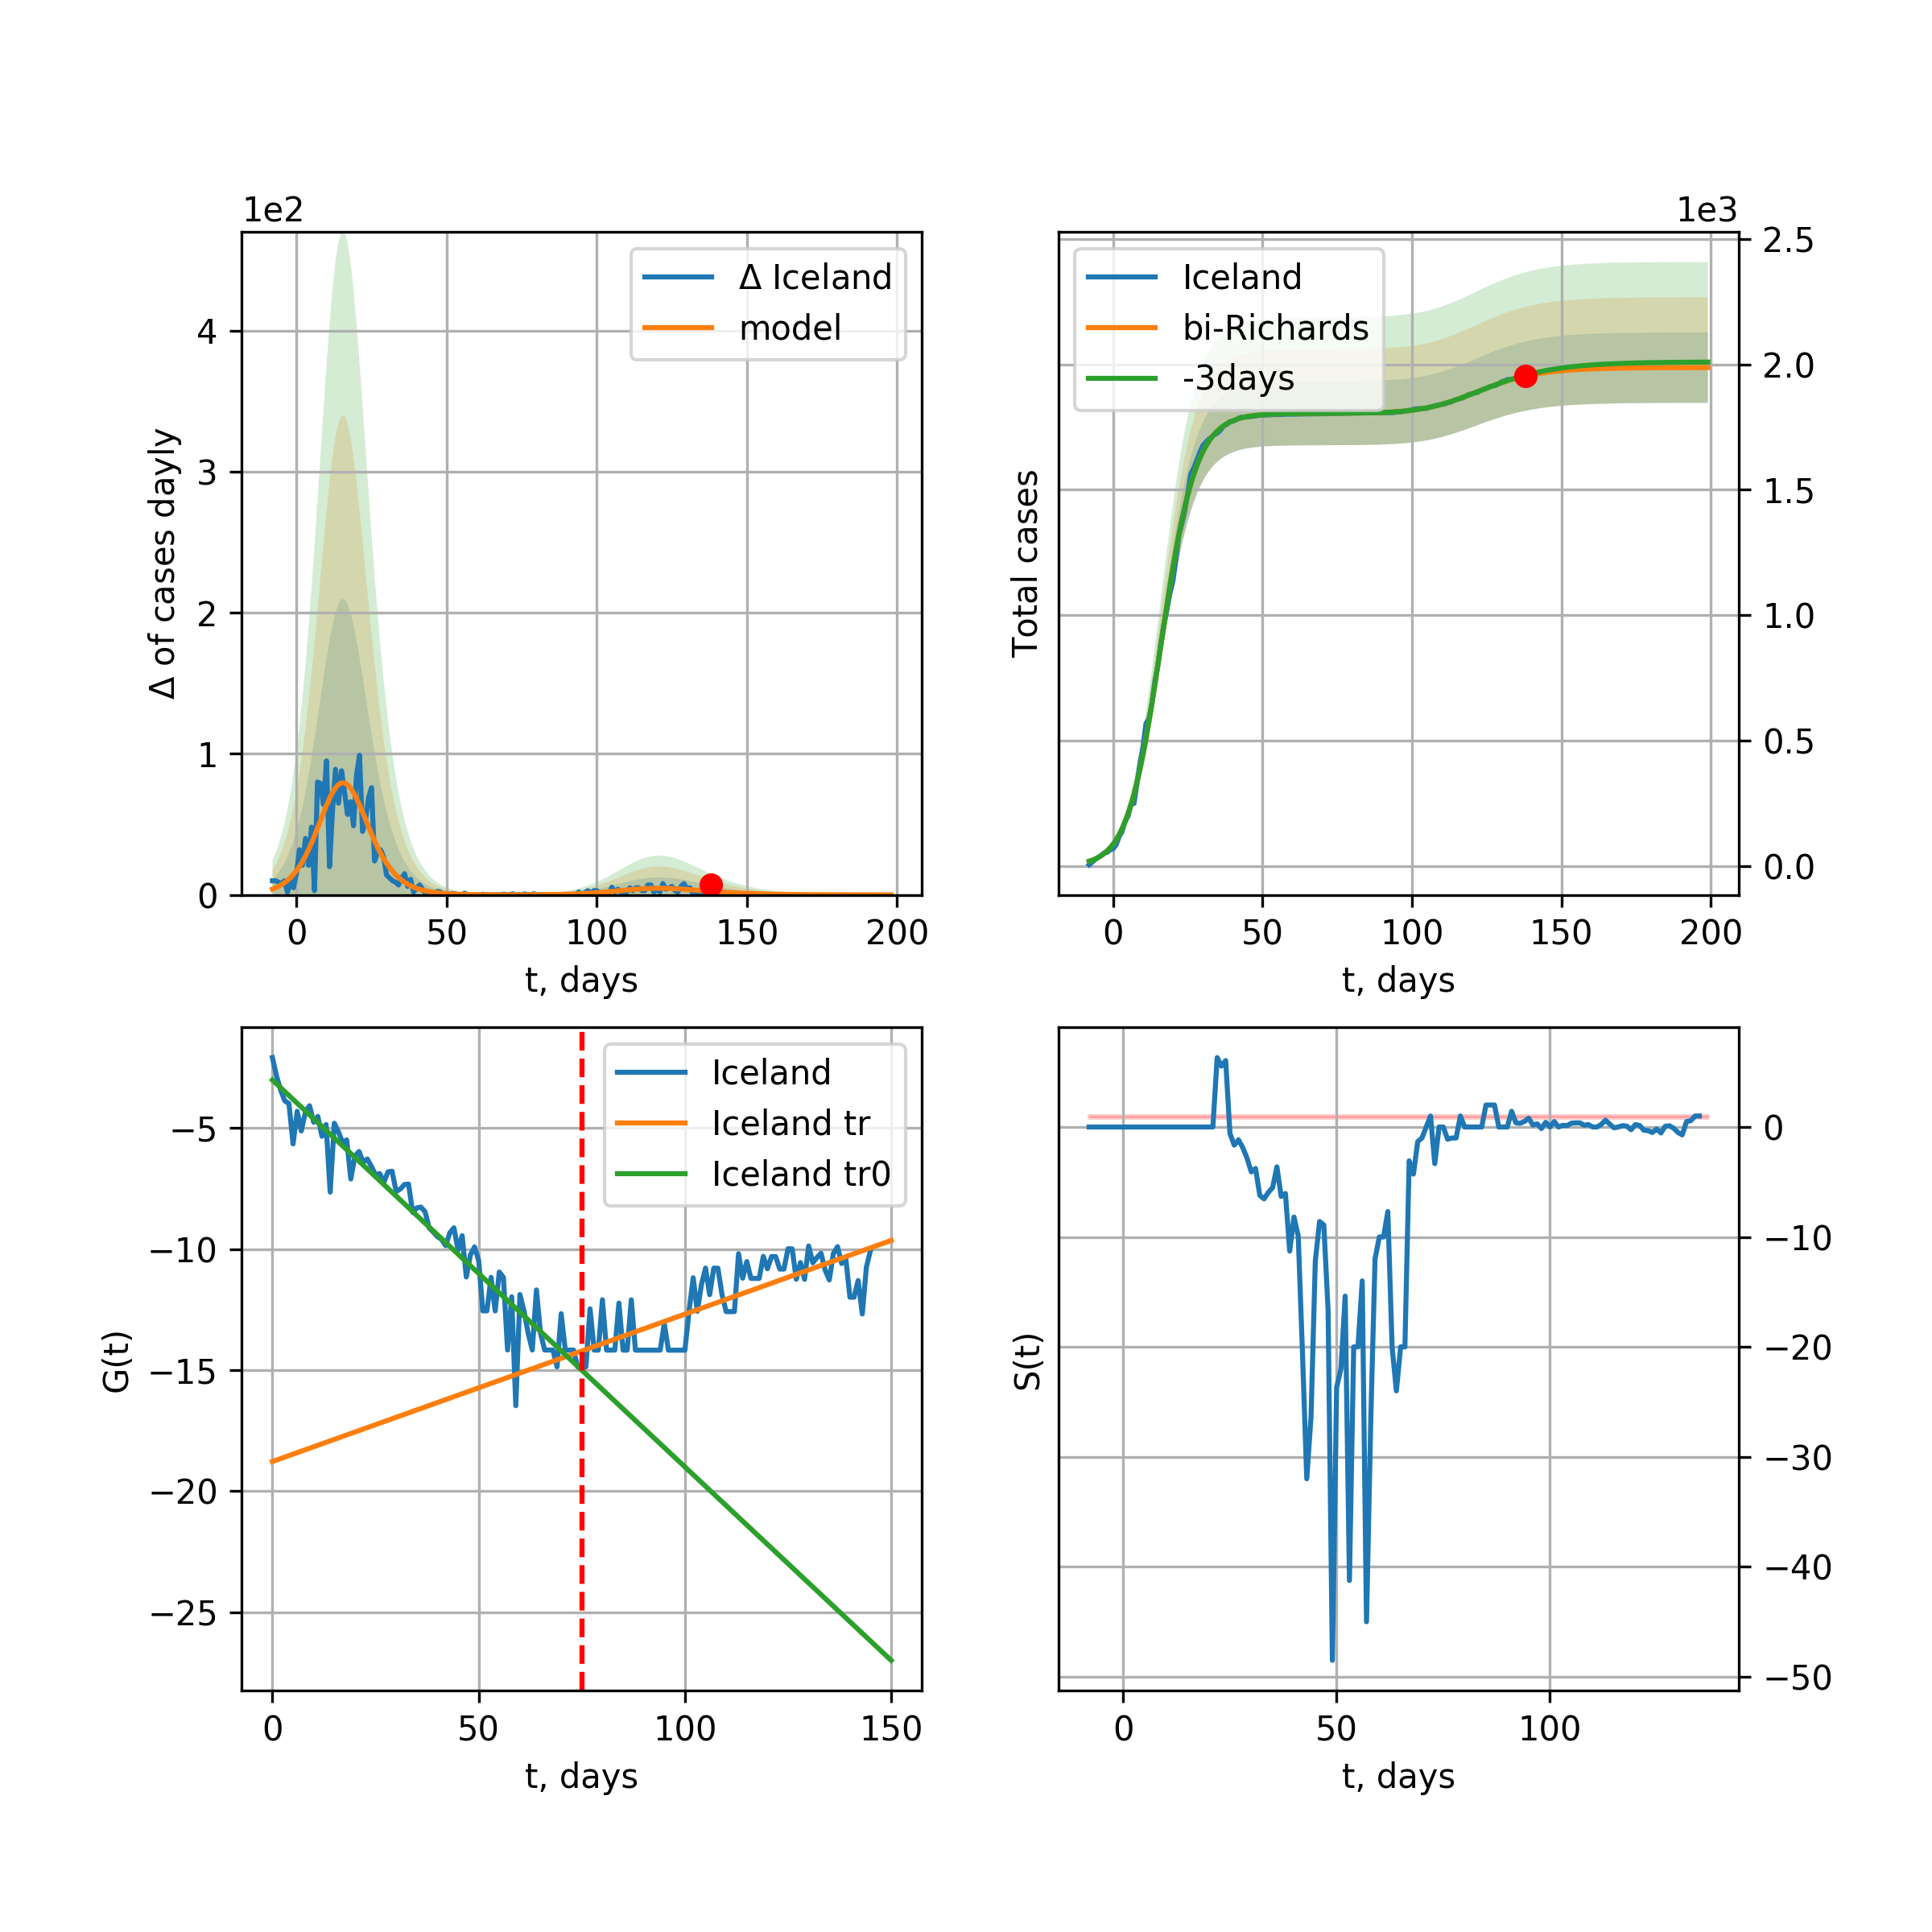 1e2
Δ of cases dayly
4
3
2
1
0
Δ Iceland
model
0 50 100 150 200
t, days
1e3
Total cases
Iceland
bi-Richards
-3days
2.5
2.0
1.5
1.0
0.5
0.0
0 50 100 150 200
t, days
G(t)
−5
−10
−15
−20
−25
Iceland
Iceland tr
Iceland tr0
0 50 100 150
t, days
S(t)
0
−10
−20
−30
−40
−50
0 50 100
t, days